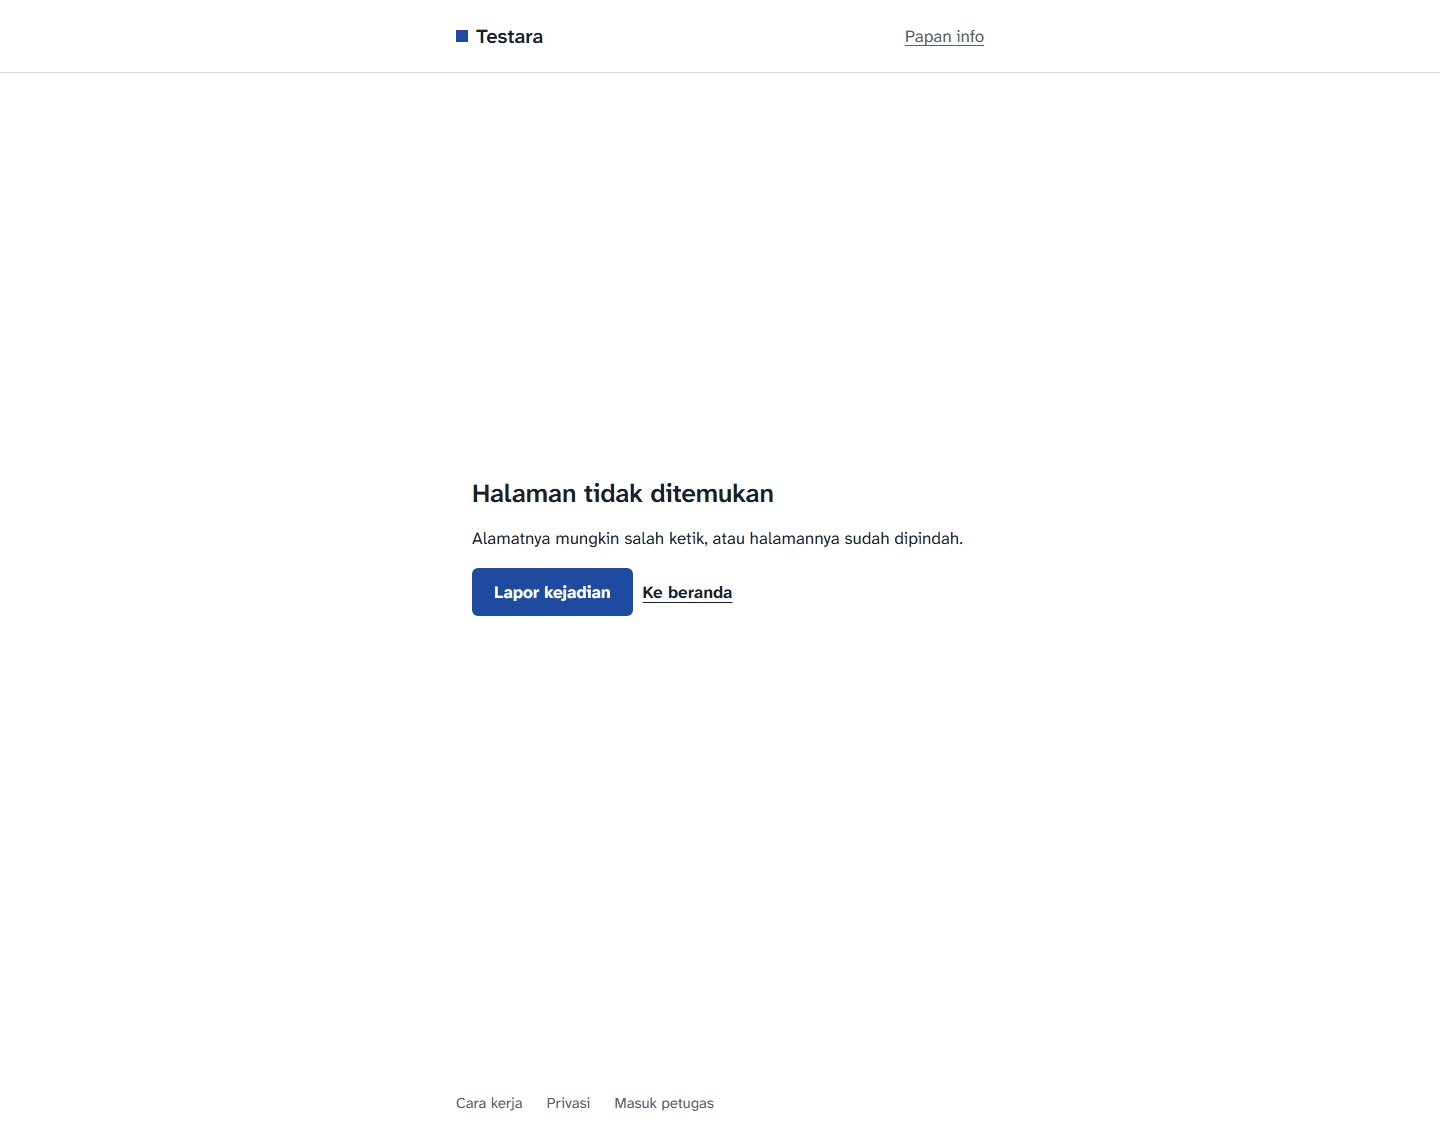 Testara
Papan info
Halaman tidak ditemukan
Alamatnya mungkin salah ketik, atau halamannya sudah dipindah.
Lapor kejadian
Ke beranda
Cara kerja
Privasi
Masuk petugas